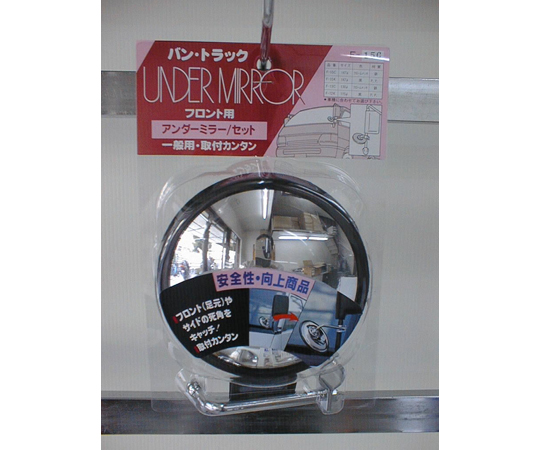 バン・トラック
UNDER MIRROR
フロント用
アンダーミラー/セット
一般用・取付カンタン
安全性・向上商品
フロント(足元)や
サイドの死角を
キャッチ!
取付カンタン